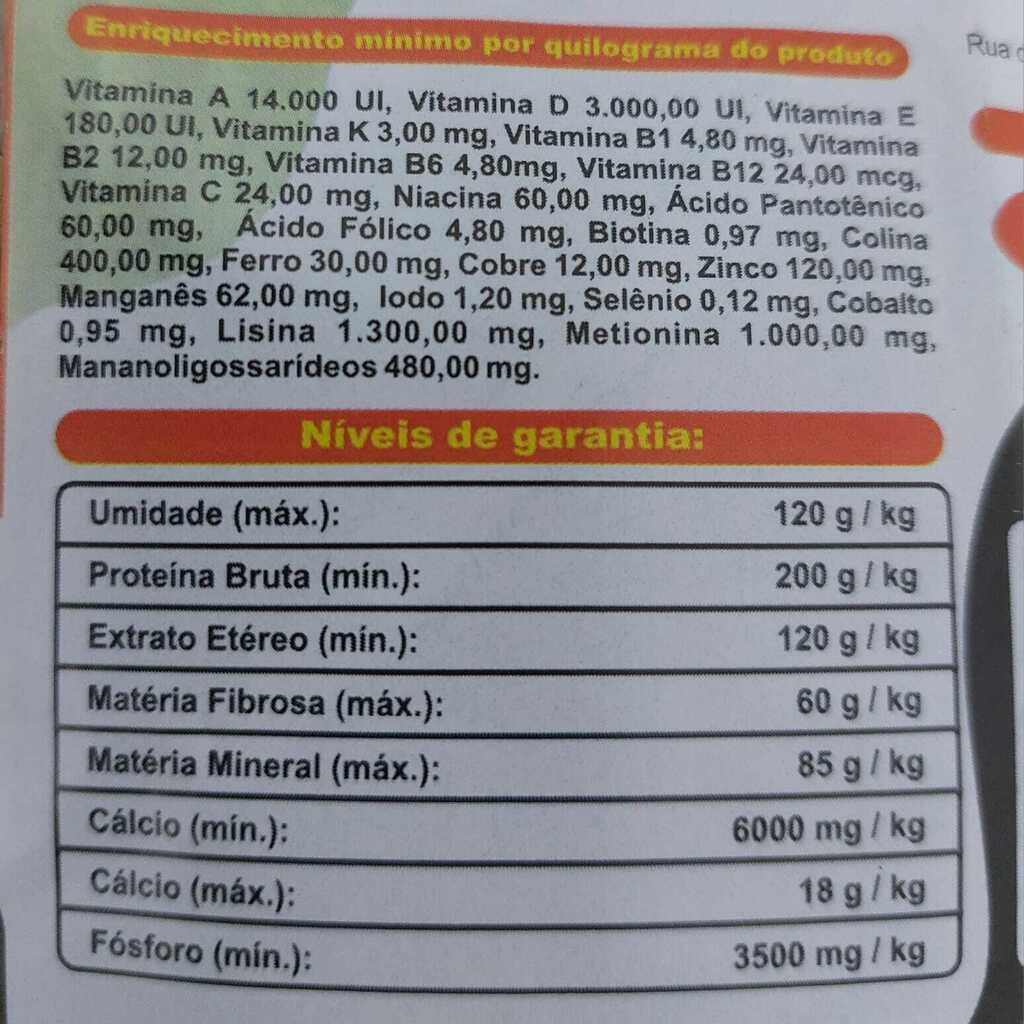 Enriquecimento mínimo por quilograma do produto
Rua
Vitamina A 14.000 UI, Vitamina D 3.000,00 UI, Vitamina E
180,00 UI, Vitamina K 3,00 mg, Vitamina B1 4,80 mg, Vitamina
B2 12,00 mg, Vitamina B6 4,80mg, Vitamina B12 24,00 mcg,
Vitamina C 24,00 mg, Niacina 60,00 mg, Ácido Pantotênico
60,00 mg, Ácido Fólico 4,80 mg, Biotina 0,97 mg, Colina
400,00 mg, Ferro 30,00 mg, Cobre 12,00 mg, Zinco 120,00 mg,
Manganês 62,00 mg, Iodo 1,20 mg, Selênio 0,12 mg, Cobalto
0,95 mg, Lisina 1.300,00 mg, Metionina 1.000,00 mg,
Mananoligossarídeos 480,00 mg.
Níveis de garantia:
Umidade (máx.): 120 g / kg
Proteína Bruta (mín.): 200 g / kg
Extrato Etéreo (mín.): 120 g / kg
Matéria Fibrosa (máx.): 60 g / kg
Matéria Mineral (máx.): 85 g / kg
Cálcio (mín.): 6000 mg / kg
Cálcio (máx.): 18 g / kg
Fósforo (mín.): 3500 mg / kg